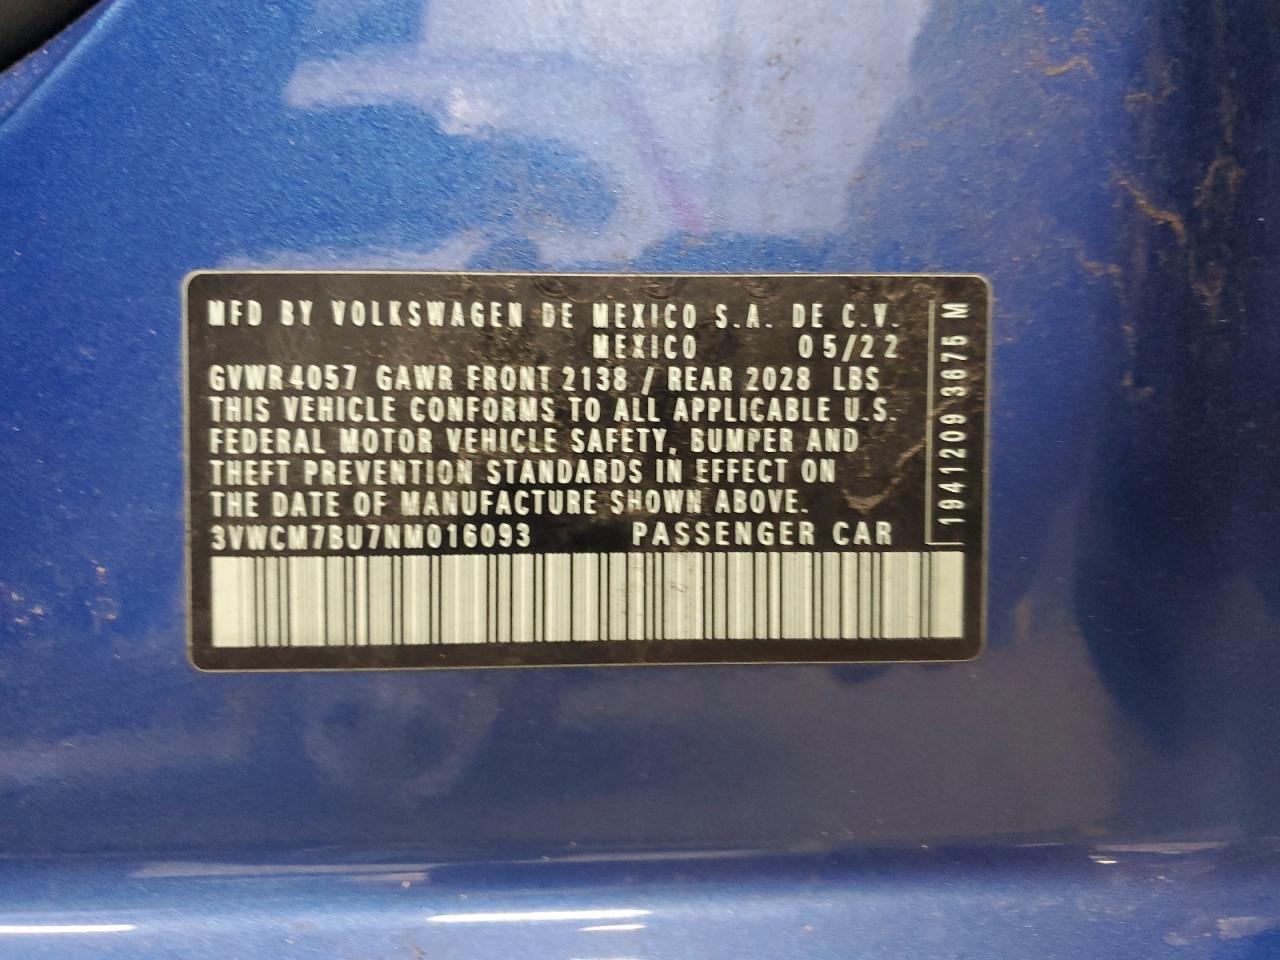 MFD BY VOLKSWAGEN DE MEXICO S.A. DE C.V.
MEXICO 05/22
GVWR 4057 GAWR FRONT 2138 / REAR 2028 LBS
THIS VEHICLE CONFORMS TO ALL APPLICABLE U.S.
FEDERAL MOTOR VEHICLE SAFETY, BUMPER AND
THEFT PREVENTION STANDARDS IN EFFECT ON
THE DATE OF MANUFACTURE SHOWN ABOVE.
3VWCM7BU7NM016093 PASSENGER CAR
1941209 3675 M